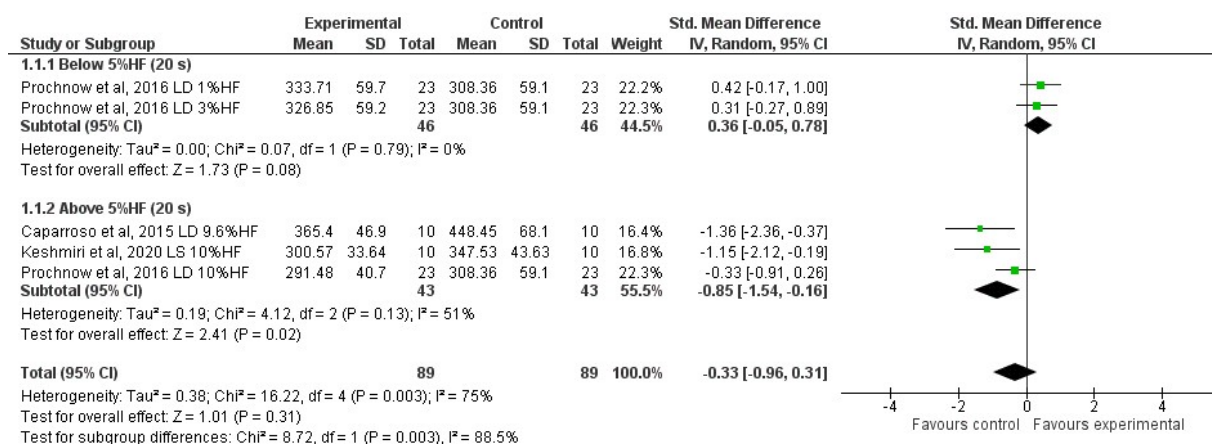 Experimental Control Std. Mean Difference Std. Mean Difference
Study or Subgroup Mean SD Total Mean SD Total Weight IV, Random, 95% CI IV, Random, 95% CI
1.1.1 Below 5%HF (20 s)
Prochnow et al, 2016 LD 1%HF 333.71 59.7 23 308.36 59.1 23 22.2% 0.42 [-0.17, 1.00]
Prochnow et al, 2016 LD 3%HF 326.85 59.2 23 308.36 59.1 23 22.3% 0.31 [-0.27, 0.89]
Subtotal (95% CI) 46 46 44.5% 0.36 [-0.05, 0.78]
Heterogeneity: Tau² = 0.00; Chi² = 0.07, df = 1 (P = 0.79); I² = 0%
Test for overall effect: Z = 1.73 (P = 0.08)
1.1.2 Above 5%HF (20 s)
Caparroso et al, 2015 LD 9.6%HF 365.4 46.9 10 448.45 68.1 10 16.4% -1.36 [-2.36, -0.37]
Keshmiri et al, 2020 LS 10%HF 300.57 33.64 10 347.53 43.63 10 16.8% -1.15 [-2.12, -0.19]
Prochnow et al, 2016 LD 10%HF 291.48 40.7 23 308.36 59.1 23 22.3% -0.33 [-0.91, 0.26]
Subtotal (95% CI) 43 43 55.5% -0.85 [-1.54, -0.16]
Heterogeneity: Tau² = 0.19; Chi² = 4.12, df = 2 (P = 0.13); I² = 51%
Test for overall effect: Z = 2.41 (P = 0.02)
Total (95% CI) 89 89 100.0% -0.33 [-0.96, 0.31]
Heterogeneity: Tau² = 0.38; Chi² = 16.22, df = 4 (P = 0.003); I² = 75%
Test for overall effect: Z = 1.01 (P = 0.31)
Test for subgroup differences: Chi² = 8.72, df = 1 (P = 0.003), I² = 88.5%
-4 -2 0 2 4
Favours control Favours experimental